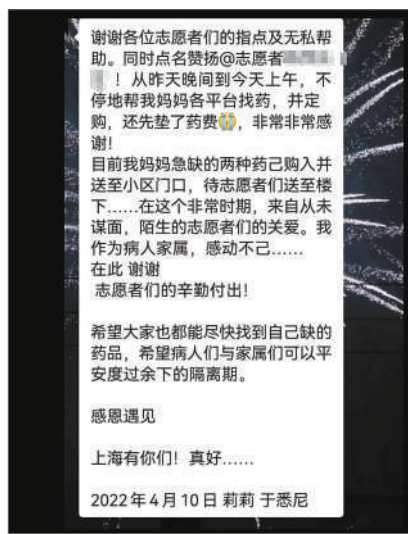 谢谢各位志愿者们的指点及无私帮
助。同时点名赞扬@志愿者
！从昨天晚间到今天上午，不
停地帮我妈妈各平台找药，并定
购，还先垫了药费😭，非常非常感
谢！
目前我妈妈急缺的两种药己购入并
送至小区门口，待志愿者们送至楼
下……在这个非常时期，来自从未
谋面，陌生的志愿者们的关爱。我
作为病人家属，感动不己……
在此 谢谢
志愿者们的辛勤付出！
希望大家也都能尽快找到自己缺的
药品，希望病人们与家属们可以平
安度过余下的隔离期。
感恩遇见
上海有你们！真好……
2022年4月10日 莉莉 于悉尼